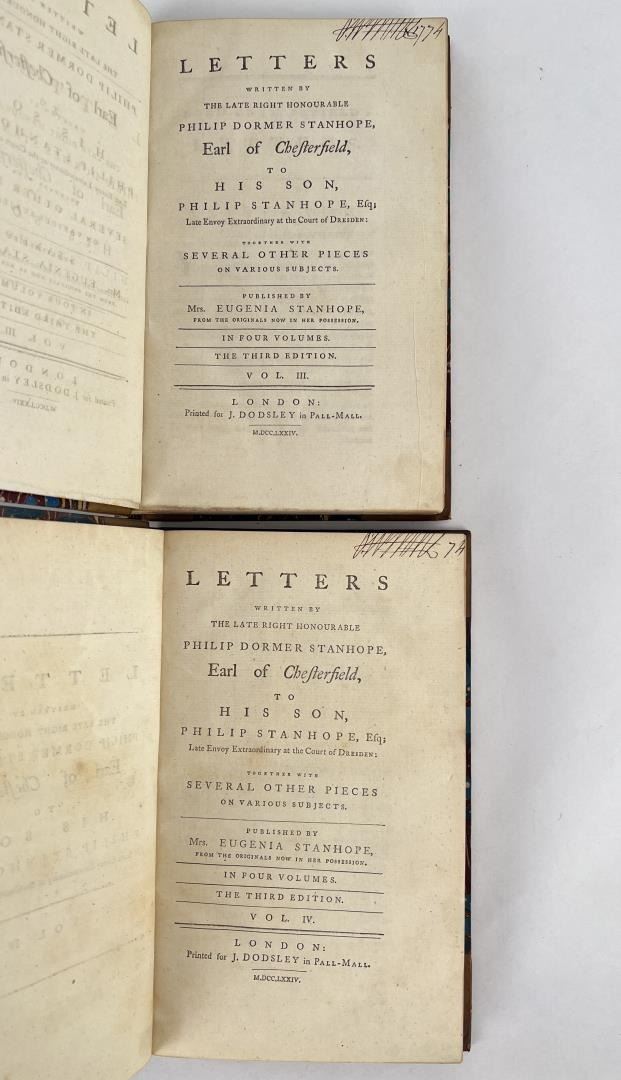 1774
LETTERS
WRITTEN BY
THE LATE RIGHT HONOURABLE
PHILIP DORMER STANHOPE,
Earl of Cheſterfield,
TO
HIS SON,
PHILIP STANHOPE, Eſq;
Late Envoy Extraordinary at the Court of DRESDEN:
TOGETHER WITH
SEVERAL OTHER PIECES
ON VARIOUS SUBJECTS.
PUBLISHED BY
Mrs. EUGENIA STANHOPE,
FROM THE ORIGINALS NOW IN HER POSSESSION.
IN FOUR VOLUMES.
THE THIRD EDITION.
VOL. III.
LONDON:
Printed for J. DODSLEY in PALL-MALL.
M.DCC.LXXIV.
74
LETTERS
WRITTEN BY
THE LATE RIGHT HONOURABLE
PHILIP DORMER STANHOPE,
Earl of Cheſterfield,
TO
HIS SON,
PHILIP STANHOPE, Eſq;
Late Envoy Extraordinary at the Court of DRESDEN:
TOGETHER WITH
SEVERAL OTHER PIECES
ON VARIOUS SUBJECTS.
PUBLISHED BY
Mrs. EUGENIA STANHOPE,
FROM THE ORIGINALS NOW IN HER POSSESSION.
IN FOUR VOLUMES.
THE THIRD EDITION.
VOL. IV.
LONDON:
Printed for J. DODSLEY in PALL-MALL.
M.DCC.LXXIV.